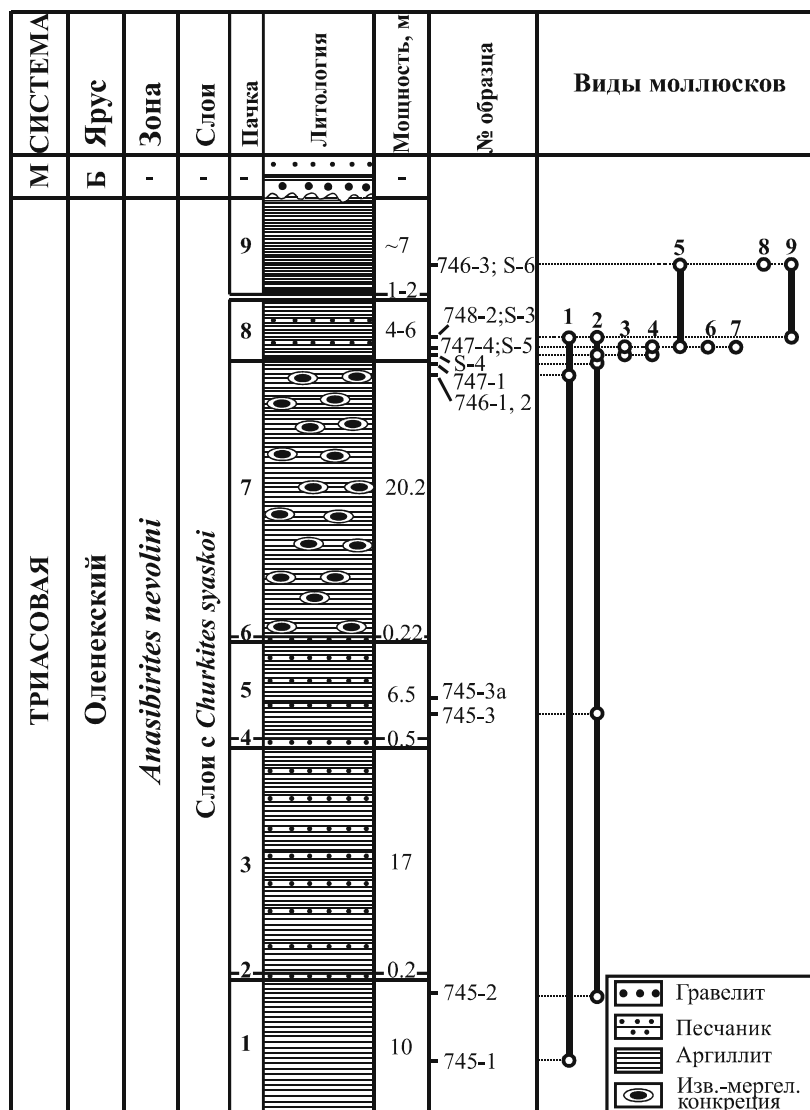 СИСТЕМА
Ярус
Зона
Слои
Пачка
Литология
Мощность, м
№ образца
Виды моллюсков
М
Б
-
-
-
-
ТРИАСОВАЯ
Оленекский
Anasibirites nevolini
Слои с Churkites syaskoi
9
~7
746-3; S-6
5
8
9
1-2
8
4-6
748-2;S-3
1
2
3
4
6
7
747-4;S-5
S-4
747-1
746-1, 2
7
20.2
6
0.22
5
6.5
745-3a
745-3
4
0.5
3
17
2
0.2
745-2
1
10
745-1
Гравелит
Песчаник
Аргиллит
Изв.-мергел.
конкреция